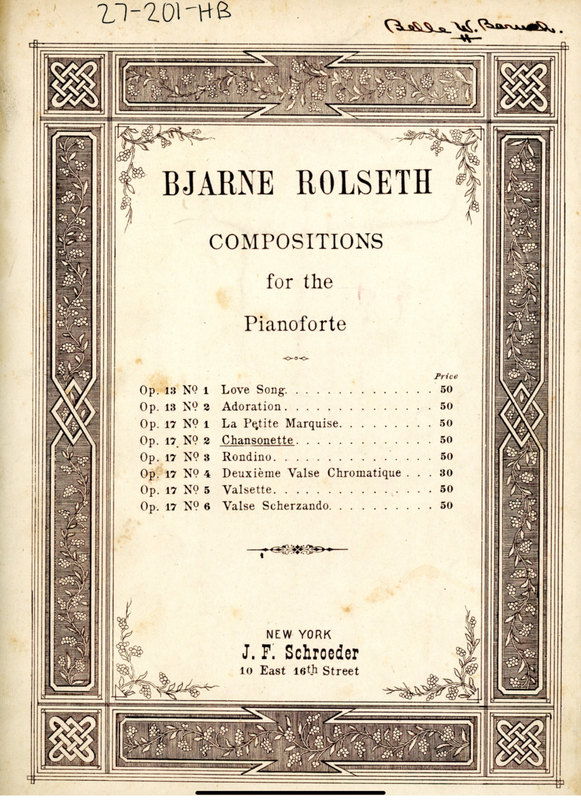 27-201-HB
Belle W. Baruch.
BJARNE ROLSETH
COMPOSITIONS
for the
Pianoforte
Price
Op. 13 Nº 1 Love Song. . . . . . . . . . . . . . 50
Op. 13 Nº 2 Adoration . . . . . . . . . . . . . . 50
Op. 17 Nº 1 La Petite Marquise. . . . . . . . . 50
Op. 17 Nº 2 Chansonette . . . . . . . . . . . . . 50
Op. 17 Nº 3 Rondino. . . . . . . . . . . . . . . 50
Op. 17 Nº 4 Deuxième Valse Chromatique . . . 30
Op. 17 Nº 5 Valsette. . . . . . . . . . . . . . . 50
Op. 17 Nº 6 Valse Scherzando. . . . . . . . . . 50
NEW YORK
J. F. Schroeder
10 East 16th Street